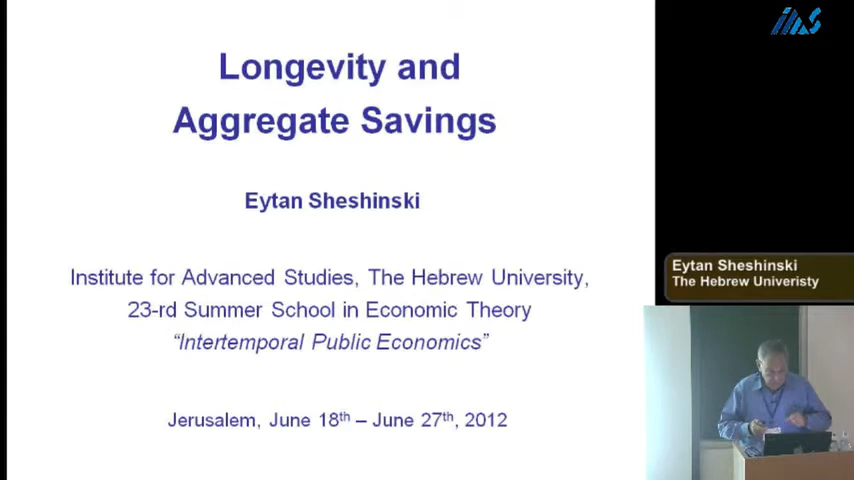 Longevity and
Aggregate Savings
Eytan Sheshinski
Institute for Advanced Studies, The Hebrew University,
23-rd Summer School in Economic Theory
"Intertemporal Public Economics"
Jerusalem, June 18th – June 27th, 2012
IIAS
Eytan Sheshinski
The Hebrew Univeristy